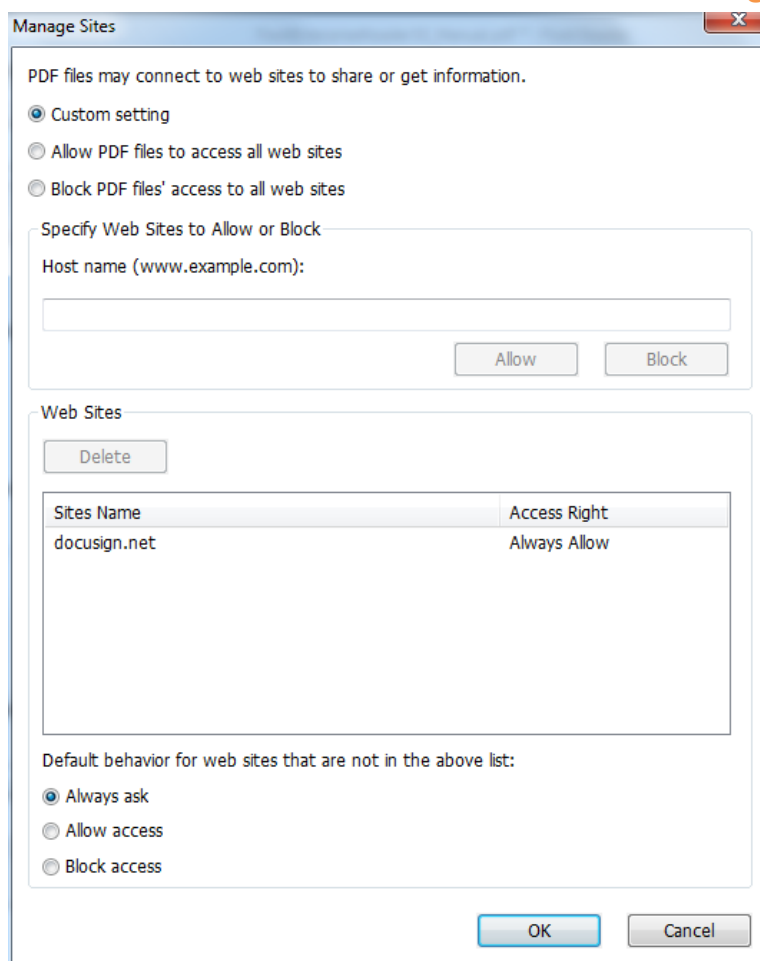 Manage Sites
PDF files may connect to web sites to share or get information.
Custom setting
Allow PDF files to access all web sites
Block PDF files' access to all web sites
Specify Web Sites to Allow or Block
Host name (www.example.com):
Allow Block
Web Sites
Delete
Sites Name Access Right
docusign.net Always Allow
Default behavior for web sites that are not in the above list:
Always ask
Allow access
Block access
OK Cancel